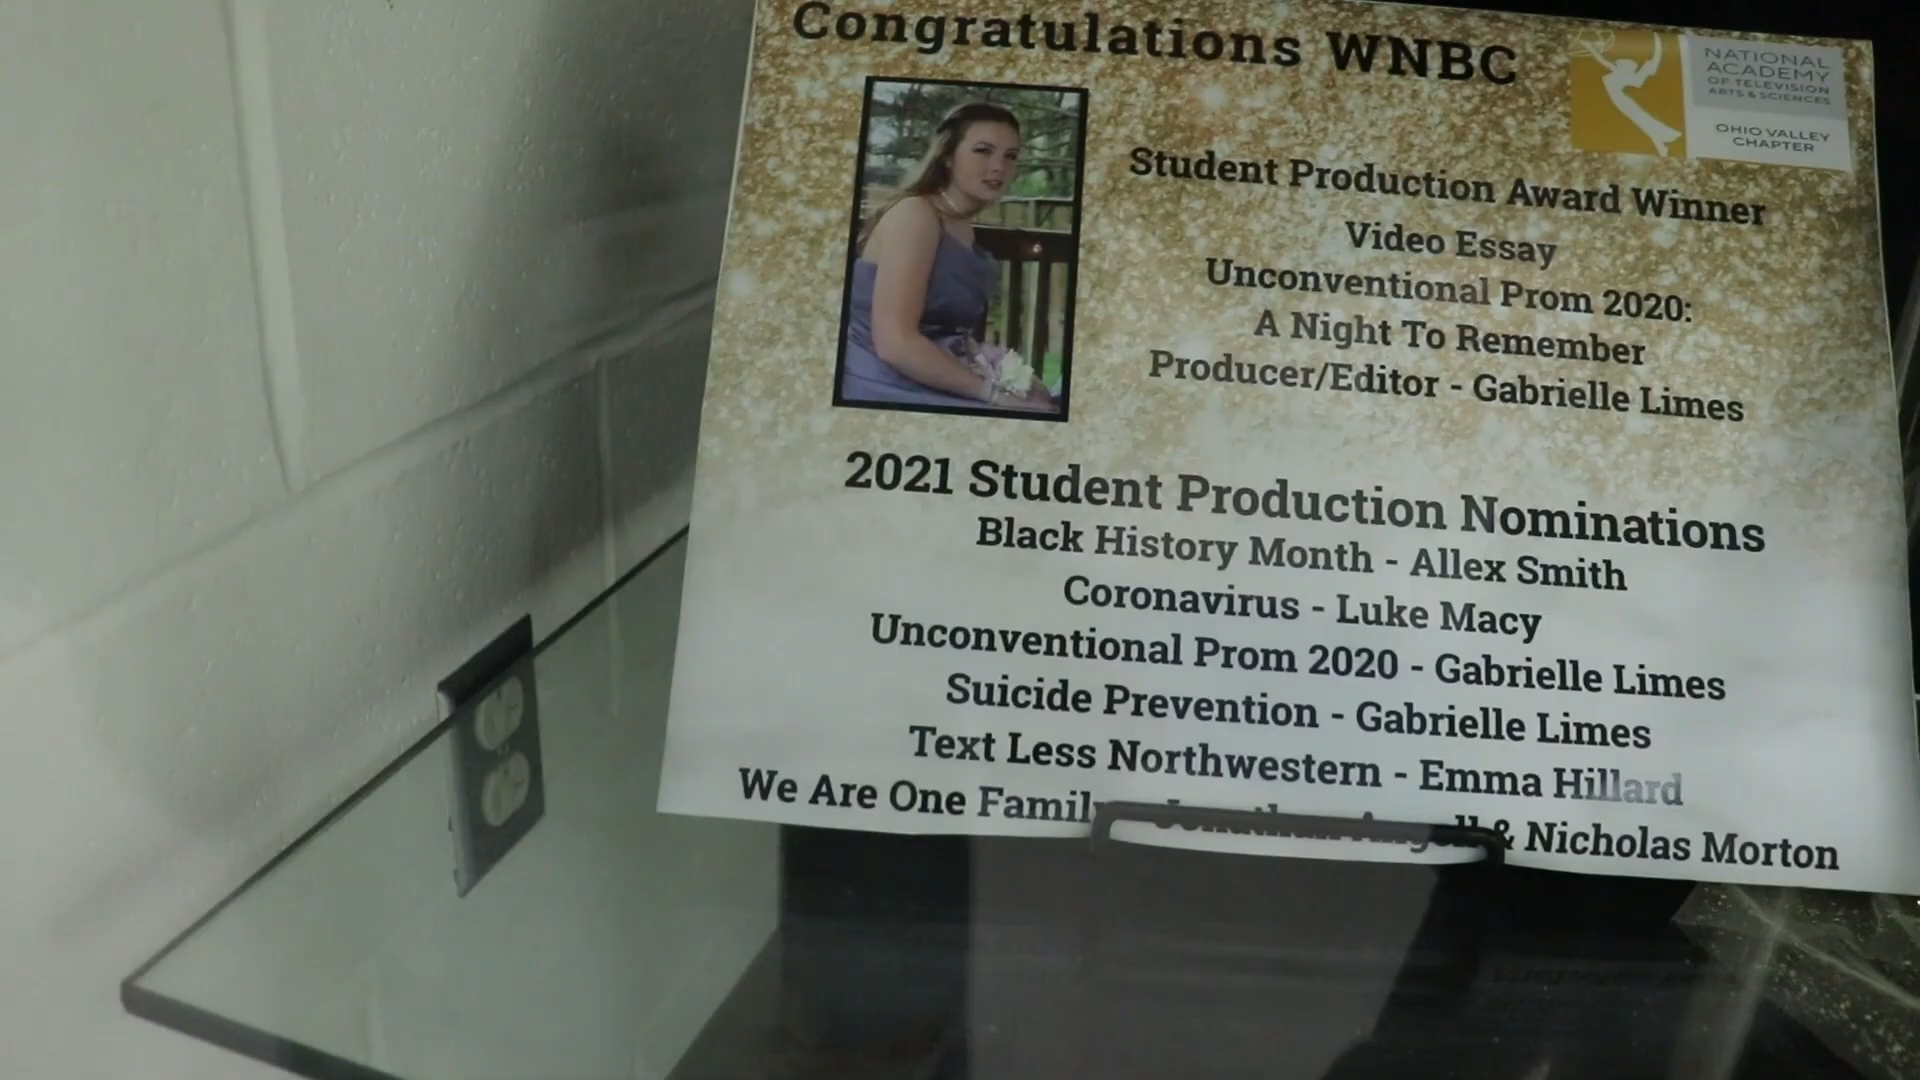 Congratulations WNBC
NATIONAL
ACADEMY
OF TELEVISION
ARTS & SCIENCES
OHIO VALLEY
CHAPTER
Student Production Award Winner
Video Essay
Unconventional Prom 2020:
A Night To Remember
Producer/Editor - Gabrielle Limes
2021 Student Production Nominations
Black History Month - Allex Smith
Coronavirus - Luke Macy
Unconventional Prom 2020 - Gabrielle Limes
Suicide Prevention - Gabrielle Limes
Text Less Northwestern - Emma Hillard
We Are One Family & Nicholas Morton